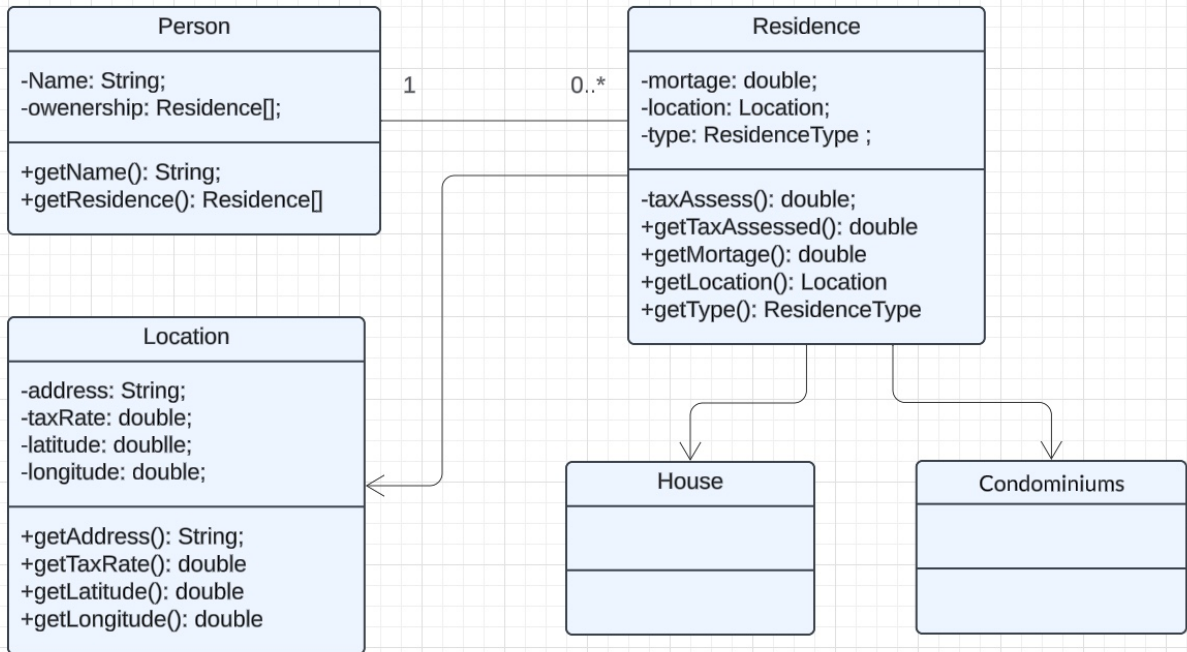 Person
-Name: String;
-owenership: Residence[];
+getName(): String;
+getResidence(): Residence[]
1
0..*
Residence
-mortage: double;
-location: Location;
-type: ResidenceType ;
-taxAssess(): double;
+getTaxAssessed(): double
+getMortage(): double
+getLocation(): Location
+getType(): ResidenceType
Location
-address: String;
-taxRate: double;
-latitude: doublle;
-longitude: double;
+getAddress(): String;
+getTaxRate(): double
+getLatitude(): double
+getLongitude(): double
House
Condominiums